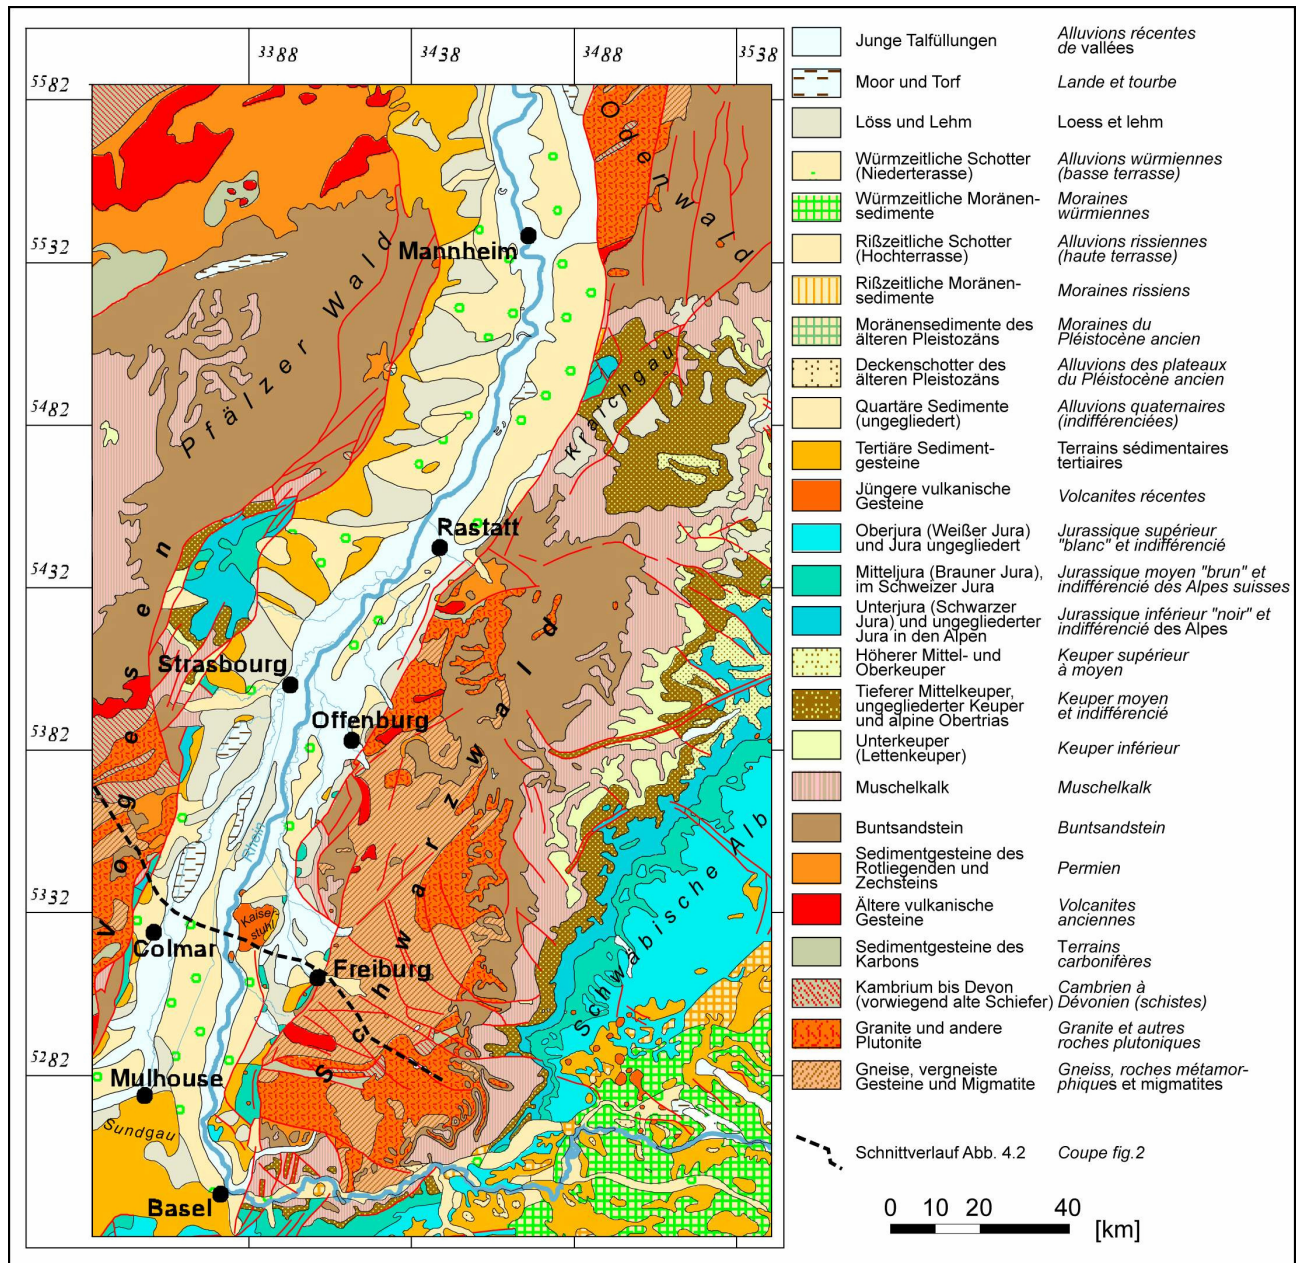 3388
3438
3488
3538
5582
5532
5482
5432
5382
5332
5282
Odenwald
Mannheim
Pfälzer Wald
Kraichgau
Rastatt
Vogesen
Strasbourg
Offenburg
Schwarzwald
Rhein
Kaiser-
stuhl
Colmar
Freiburg
Schwäbische Alb
Mulhouse
Sundgau
Basel
Junge Talfüllungen
Alluvions récentes
de vallées
Moor und Torf
Lande et tourbe
Löss und Lehm
Loess et lehm
Würmzeitliche Schotter
(Niederterasse)
Alluvions würmiennes
(basse terrasse)
Würmzeitliche Moränen-
sedimente
Moraines
würmiennes
Rißzeitliche Schotter
(Hochterrasse)
Alluvions rissiennes
(haute terrasse)
Rißzeitliche Moränen-
sedimente
Moraines rissiens
Moränensedimente des
älteren Pleistozäns
Moraines du
Pléistocène ancien
Deckenschotter des
älteren Pleistozäns
Alluvions des plateaux
du Pléistocène ancien
Quartäre Sedimente
(ungegliedert)
Alluvions quaternaires
(indifférenciées)
Tertiäre Sediment-
gesteine
Terrains sédimentaires
tertiaires
Jüngere vulkanische
Gesteine
Volcanites récentes
Oberjura (Weißer Jura)
und Jura ungegliedert
Jurassique supérieur
"blanc" et indifférencié
Mitteljura (Brauner Jura),
im Schweizer Jura
Jurassique moyen "brun" et
indifférencié des Alpes suisses
Unterjura (Schwarzer
Jura) und ungegliederter
Jura in den Alpen
Jurassique inférieur "noir" et
indifférencié des Alpes
Höherer Mittel- und
Oberkeuper
Keuper supérieur
à moyen
Tieferer Mittelkeuper,
ungegliederter Keuper
und alpine Obertrias
Keuper moyen
et indifférencié
Unterkeuper
(Lettenkeuper)
Keuper inférieur
Muschelkalk
Muschelkalk
Buntsandstein
Buntsandstein
Sedimentgesteine des
Rotliegenden und
Zechsteins
Permien
Ältere vulkanische
Gesteine
Volcanites
anciennes
Sedimentgesteine des
Karbons
Terrains
carbonifères
Kambrium bis Devon
(vorwiegend alte Schiefer)
Cambrien à
Dévonien (schistes)
Granite und andere
Plutonite
Granite et autres
roches plutoniques
Gneise, vergneiste
Gesteine und Migmatite
Gneiss, roches métamor-
phiques et migmatites
Schnittverlauf Abb. 4.2
Coupe fig.2
0 10 20 40
[km]